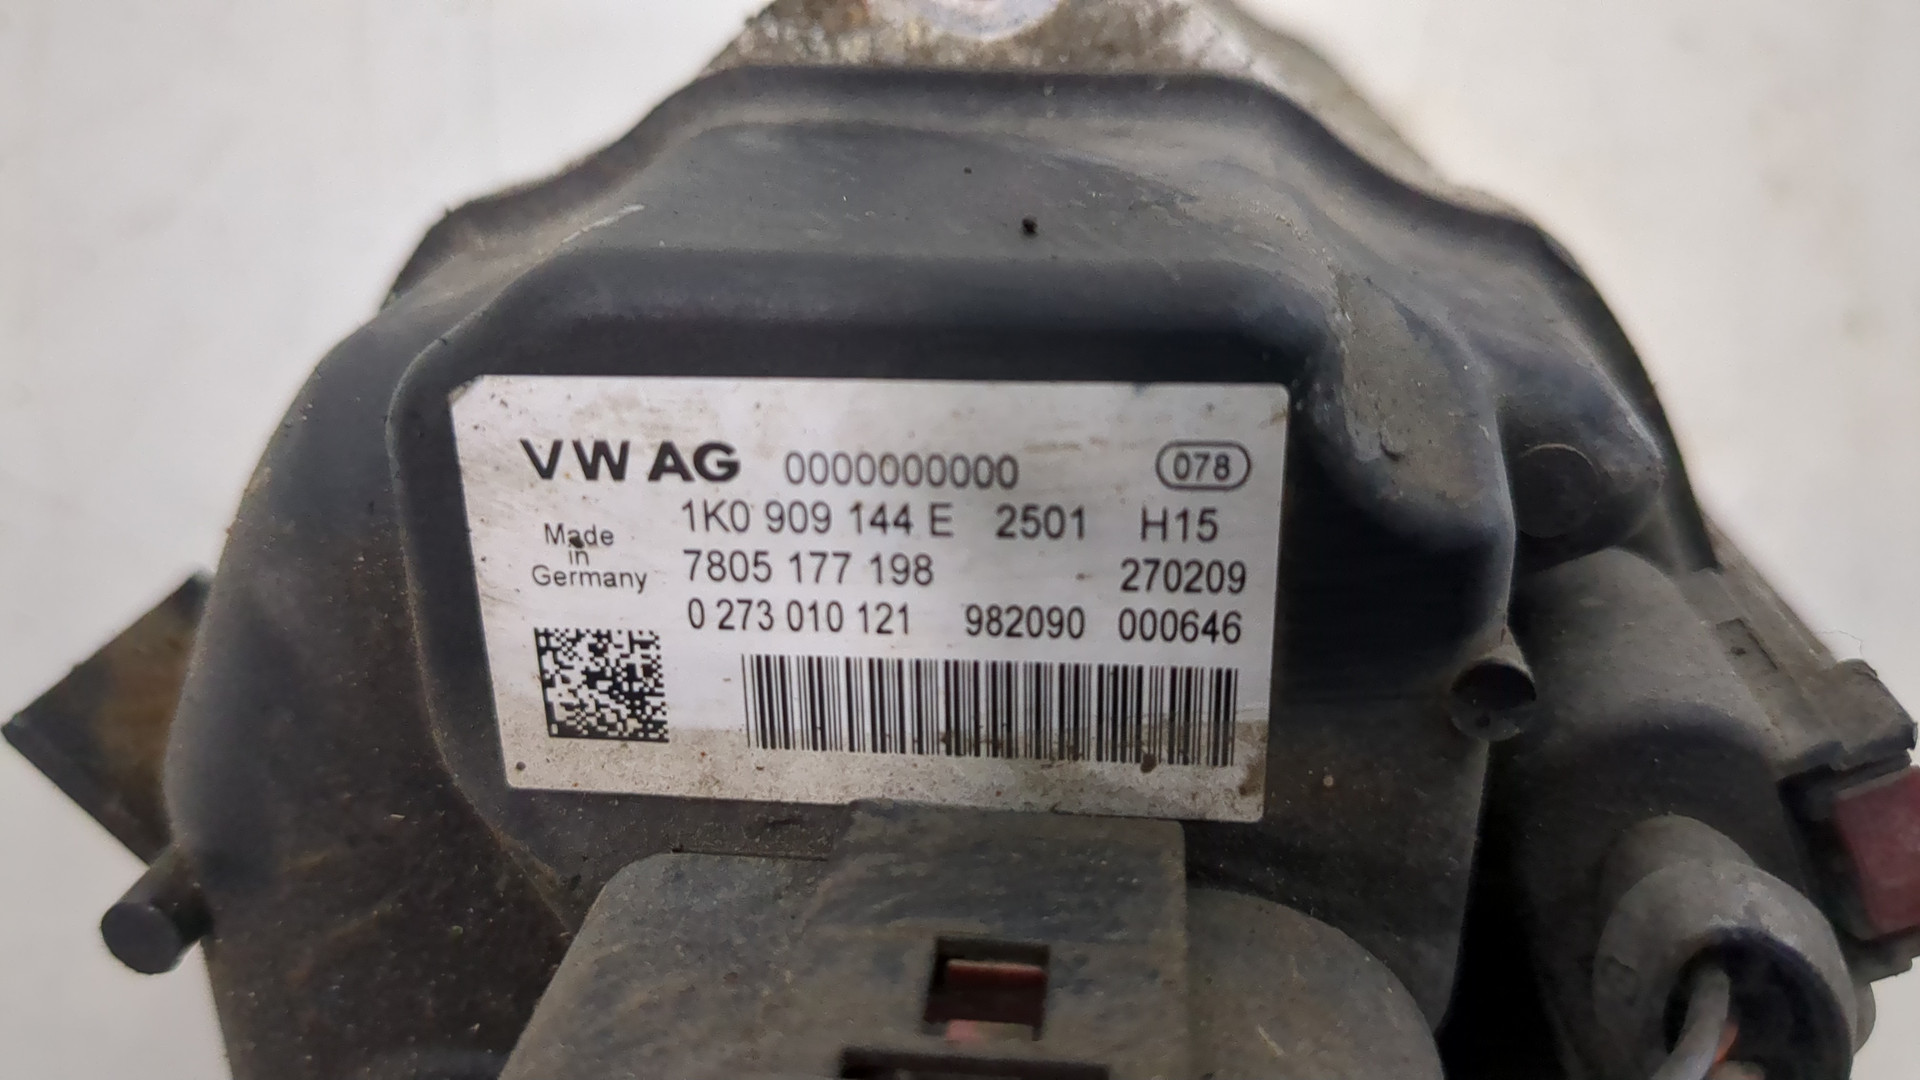 VW AG 0000000000 078
1K0 909 144 E 2501 H15
Made in Germany
7805 177 198 270209
0 273 010 121 982090 000646